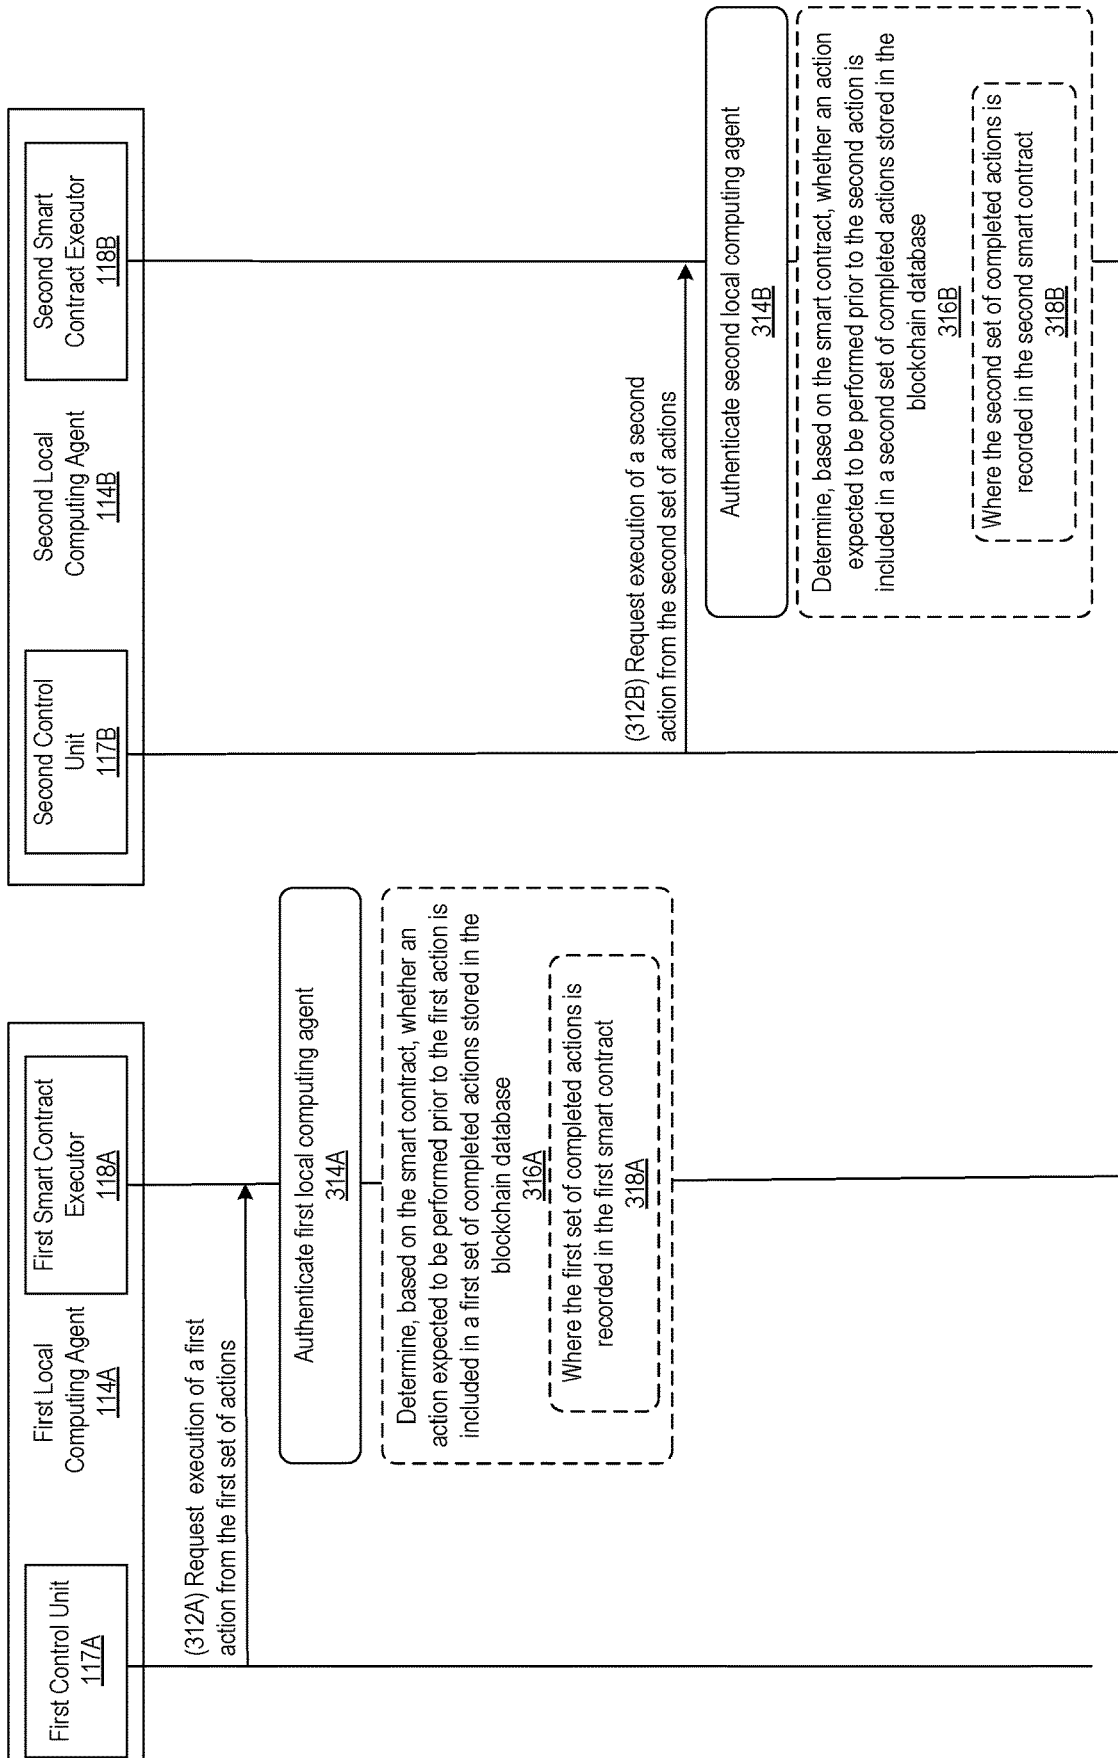 First Control Unit
117A
First Local
Computing Agent
114A
First Smart Contract
Executor
118A
Second Control
Unit
117B
Second Local
Computing Agent
114B
Second Smart
Contract Executor
118B
(312A) Request execution of a first
action from the first set of actions
Authenticate first local computing agent
314A
Determine, based on the smart contract, whether an
action expected to be performed prior to the first action is
included in a first set of completed actions stored in the
blockchain database
316A
Where the first set of completed actions is
recorded in the first smart contract
318A
(312B) Request execution of a second
action from the second set of actions
Authenticate second local computing agent
314B
Determine, based on the smart contract, whether an action
expected to be performed prior to the second action is
included in a second set of completed actions stored in the
blockchain database
316B
Where the second set of completed actions is
recorded in the second smart contract
318B